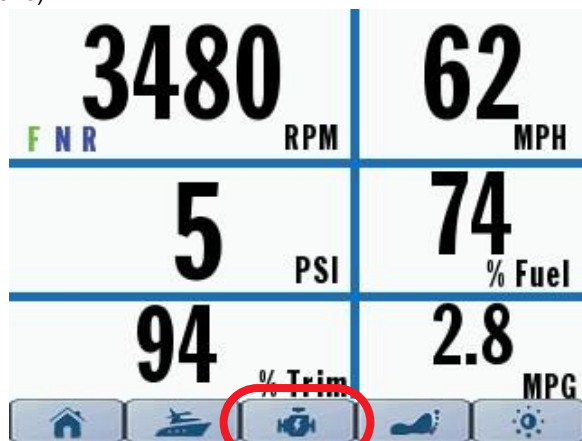 3480 62
F N R RPM MPH
5 74
PSI % Fuel
94 2.8
% Trim MPG